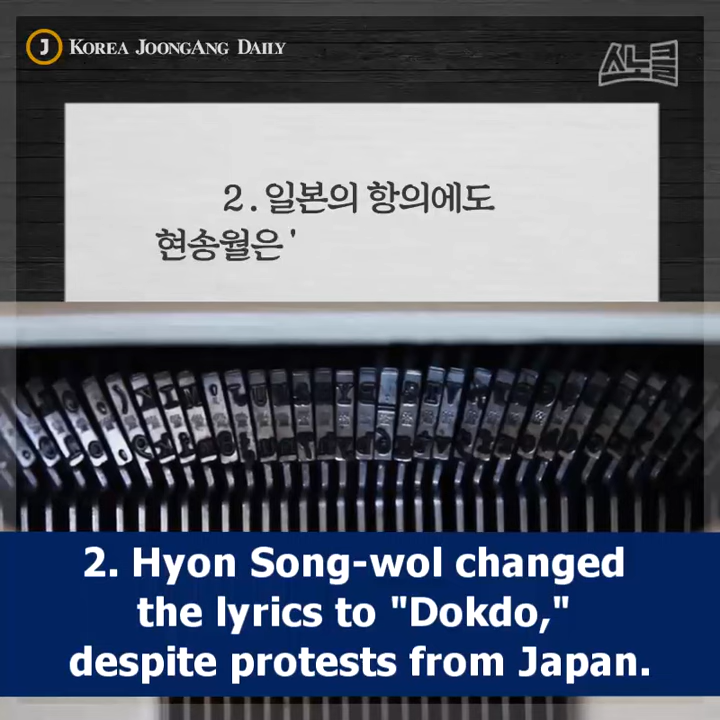 J KOREA JOONGANG DAILY
스노클
2. 일본의 항의에도
현송월은 '
2. Hyon Song-wol changed
the lyrics to "Dokdo,"
despite protests from Japan.